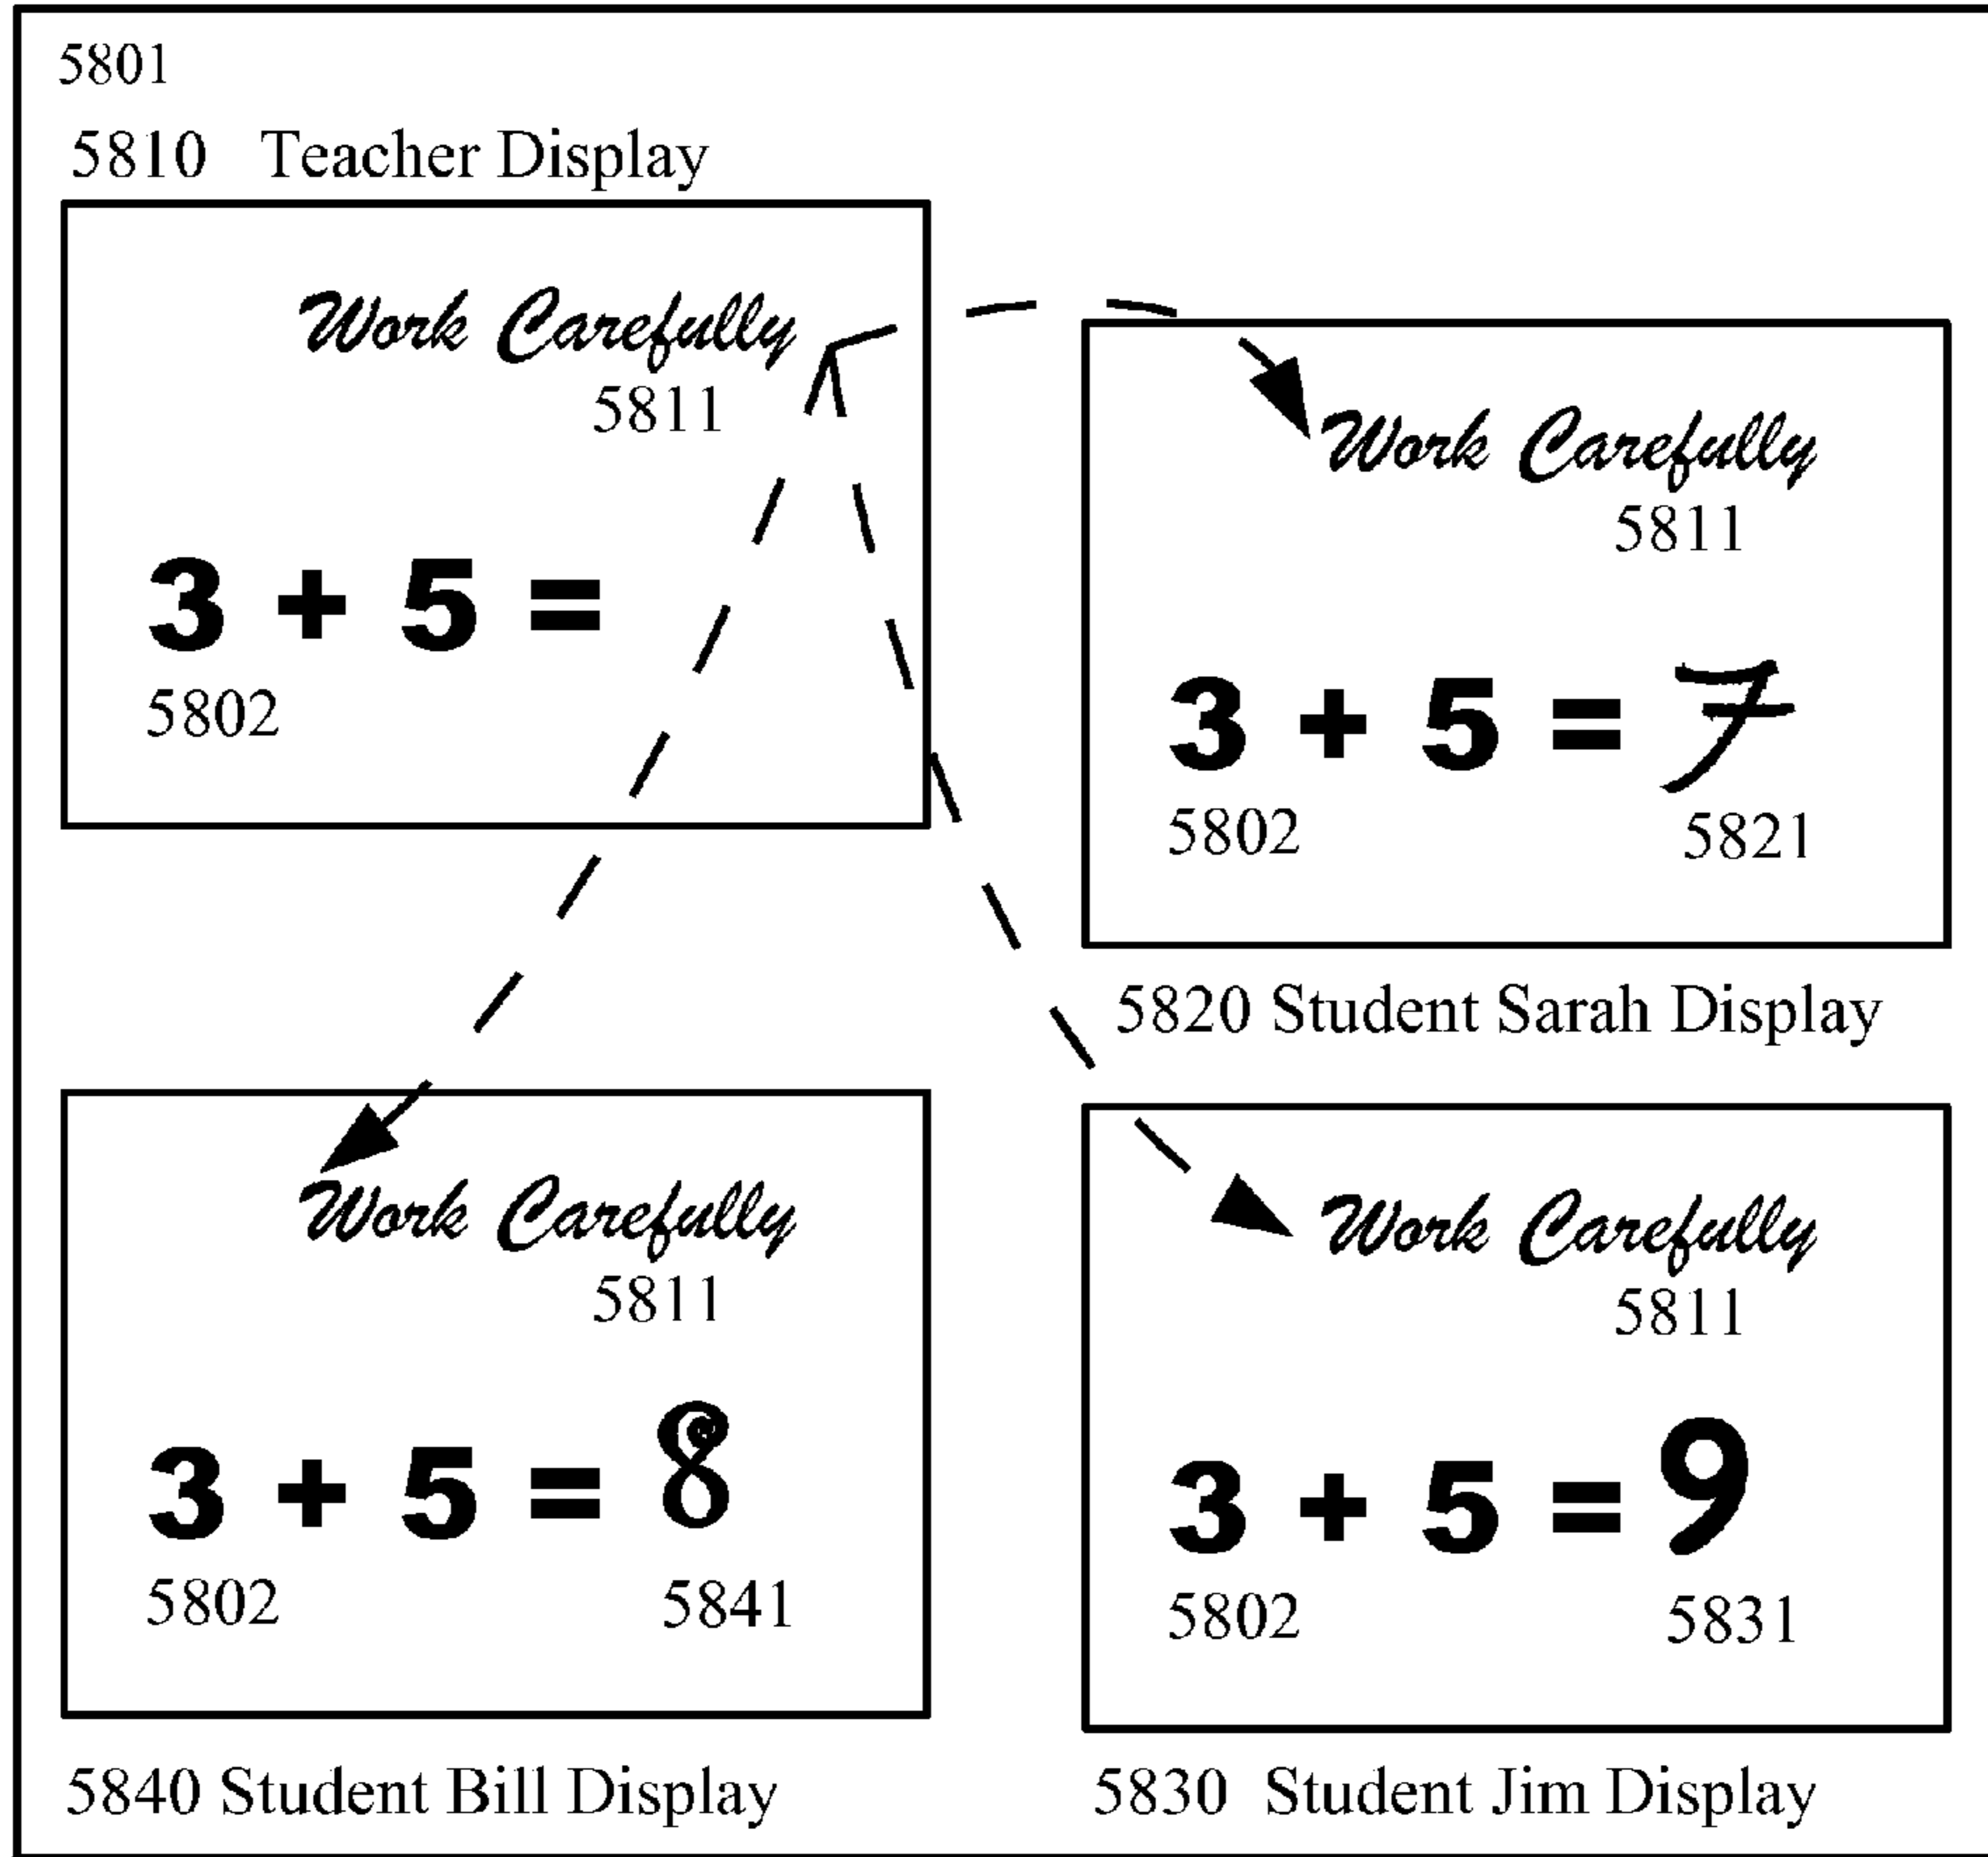 5801
5810 Teacher Display
Work Carefully
5811
3 + 5 =
5802
Work Carefully
5811
3 + 5 = 7
5802 5821
5820 Student Sarah Display
Work Carefully
5811
3 + 5 = 8
5802 5841
5840 Student Bill Display
Work Carefully
5811
3 + 5 = 9
5802 5831
5830 Student Jim Display